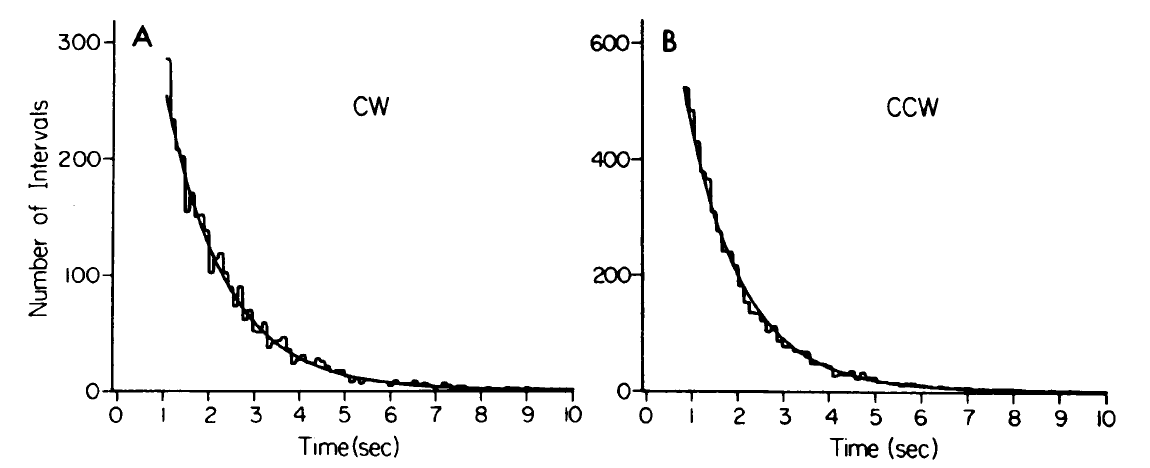 A
B
CW
CCW
Number of Intervals
300
200
100
0
600
400
200
0
0 1 2 3 4 5 6 7 8 9 10
0 1 2 3 4 5 6 7 8 9 10
Time(sec)
Time (sec)